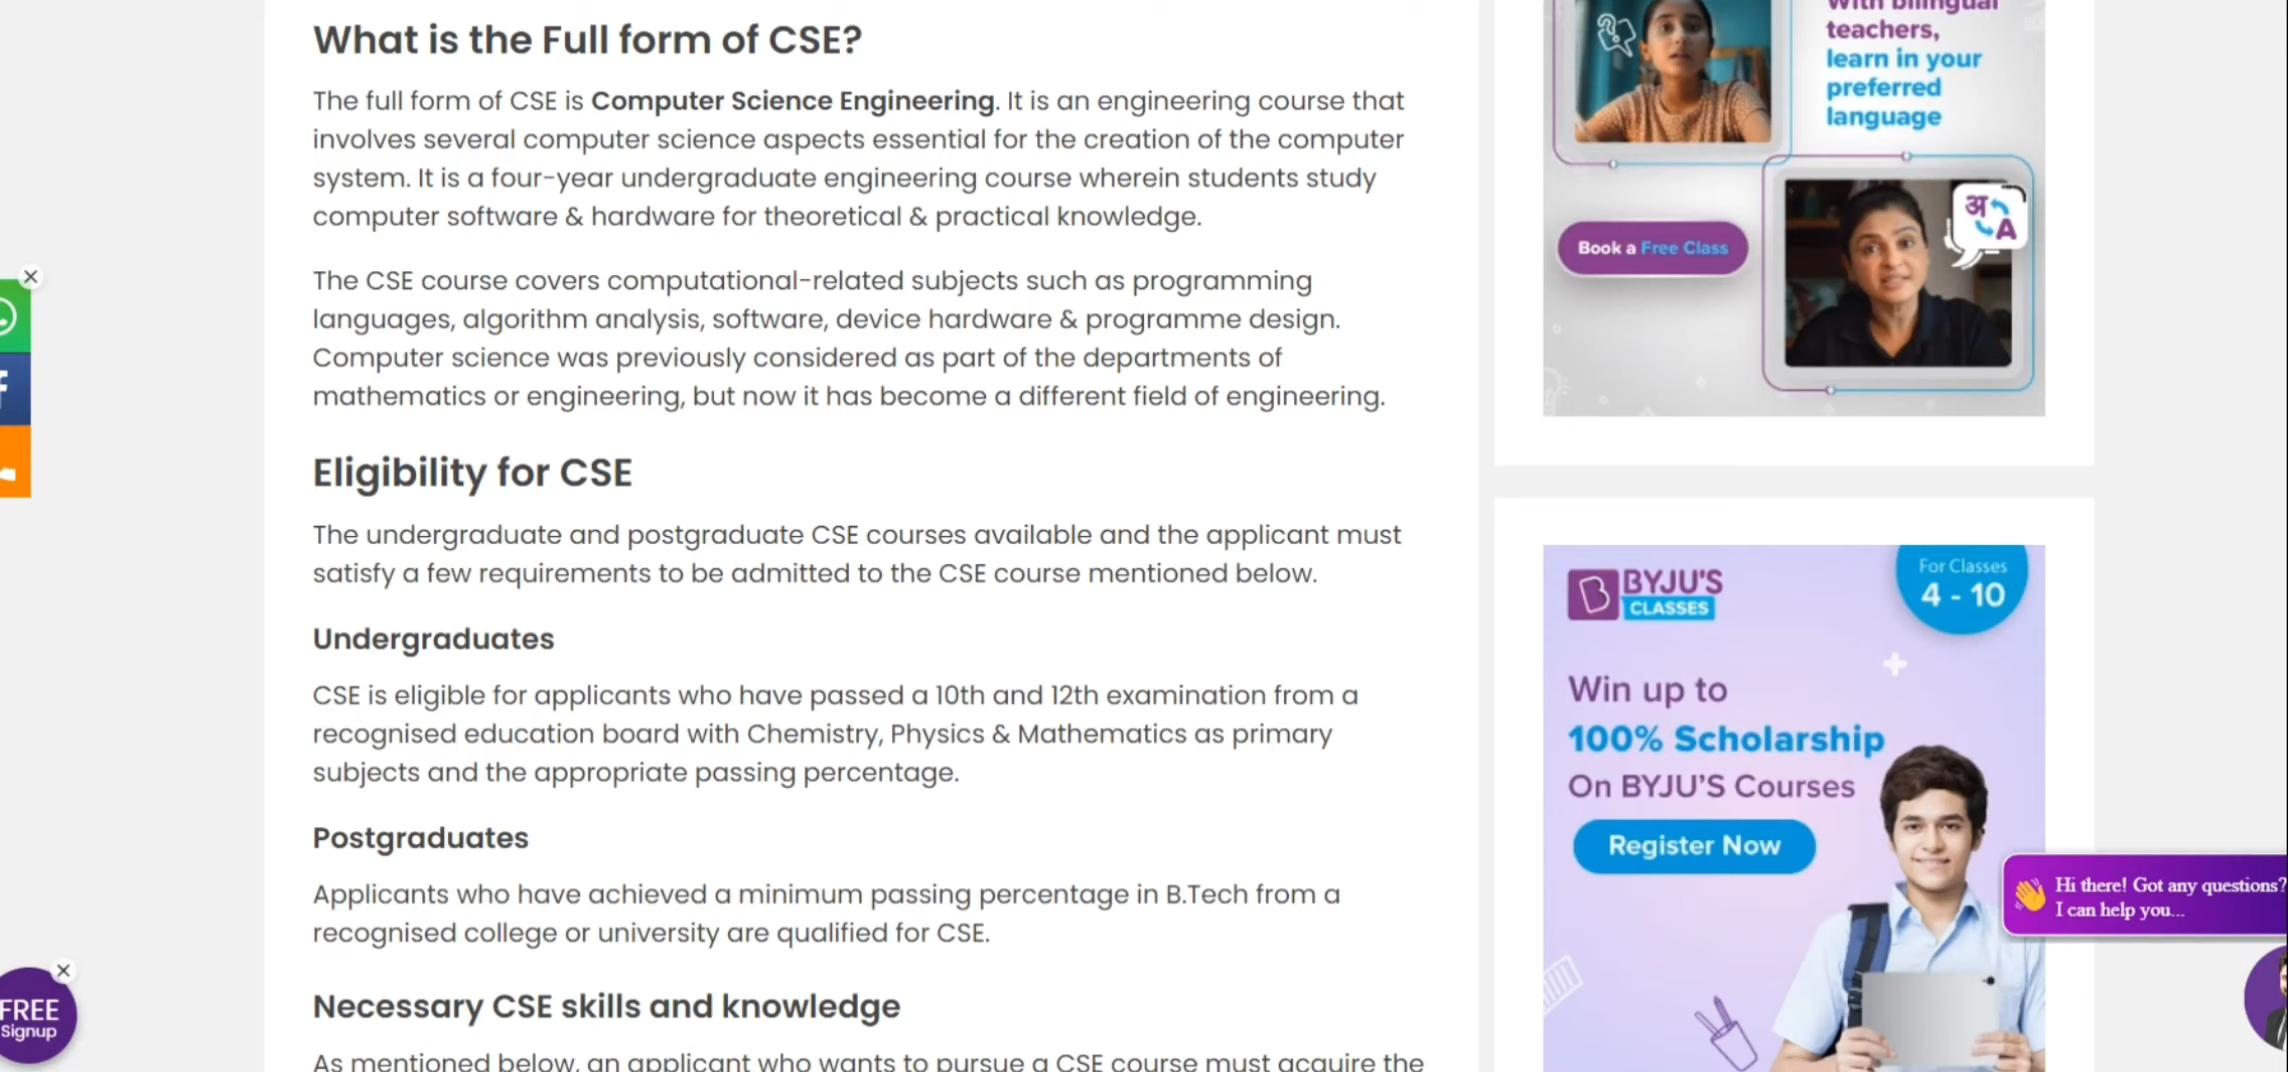 What is the Full form of CSE?
The full form of CSE is Computer Science Engineering. It is an engineering course that
involves several computer science aspects essential for the creation of the computer
system. It is a four-year undergraduate engineering course wherein students study
computer software & hardware for theoretical & practical knowledge.
The CSE course covers computational-related subjects such as programming
languages, algorithm analysis, software, device hardware & programme design.
Computer science was previously considered as part of the departments of
mathematics or engineering, but now it has become a different field of engineering.
Eligibility for CSE
The undergraduate and postgraduate CSE courses available and the applicant must
satisfy a few requirements to be admitted to the CSE course mentioned below.
Undergraduates
CSE is eligible for applicants who have passed a 10th and 12th examination from a
recognised education board with Chemistry, Physics & Mathematics as primary
subjects and the appropriate passing percentage.
Postgraduates
Applicants who have achieved a minimum passing percentage in B.Tech from a
recognised college or university are qualified for CSE.
Necessary CSE skills and knowledge
As mentioned below, an applicant who wants to pursue a CSE course must acquire the
With bilingual
teachers,
learn in your
preferred
language
अ
A
Book a Free Class
BYJU'S
CLASSES
For Classes
4 - 10
Win up to
100% Scholarship
On BYJU'S Courses
Register Now
Hi there! Got any questions?
I can help you...
FREE
Signup